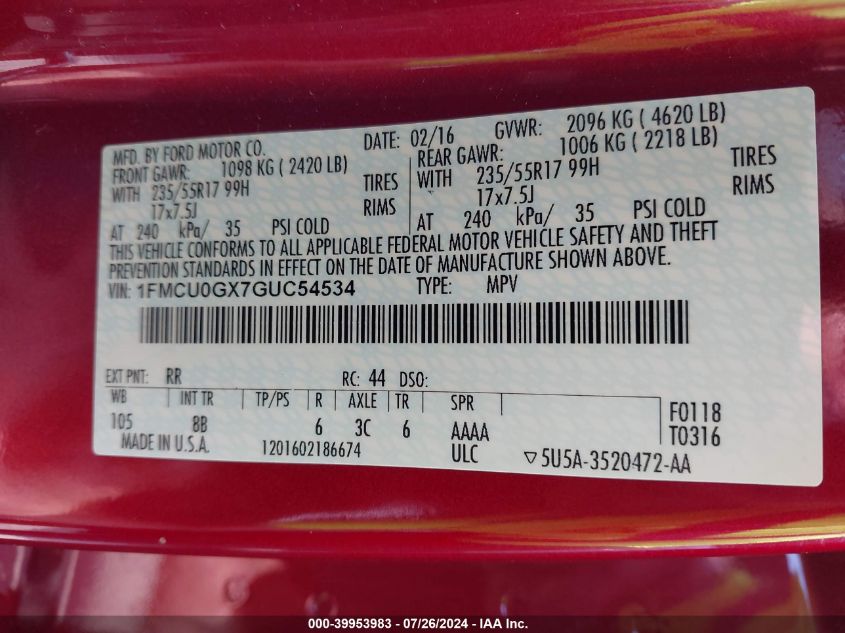 MFD. BY FORD MOTOR CO. DATE: 02/16 GVWR: 2096 KG ( 4620 LB)
FRONT GAWR: 1098 KG ( 2420 LB) REAR GAWR: 1006 KG ( 2218 LB)
WITH 235/55R17 99H TIRES WITH 235/55R17 99H TIRES
17x7.5J RIMS 17x7.5J RIMS
AT 240 kPa/ 35 PSI COLD AT 240 kPa/ 35 PSI COLD
THIS VEHICLE CONFORMS TO ALL APPLICABLE FEDERAL MOTOR VEHICLE SAFETY AND THEFT
PREVENTION STANDARDS IN EFFECT ON THE DATE OF MANUFACTURE SHOWN ABOVE.
VIN: 1FMCU0GX7GUC54534 TYPE: MPV
EXT PNT: RR RC: 44 DSO:
WB INT TR TP/PS R AXLE TR SPR F0118
105 8B 6 3C 6 AAAA T0316
MADE IN U.S.A. 1201602186674 ULC ▽5U5A-3520472-AA
000-39953983 - 07/26/2024 - IAA Inc.